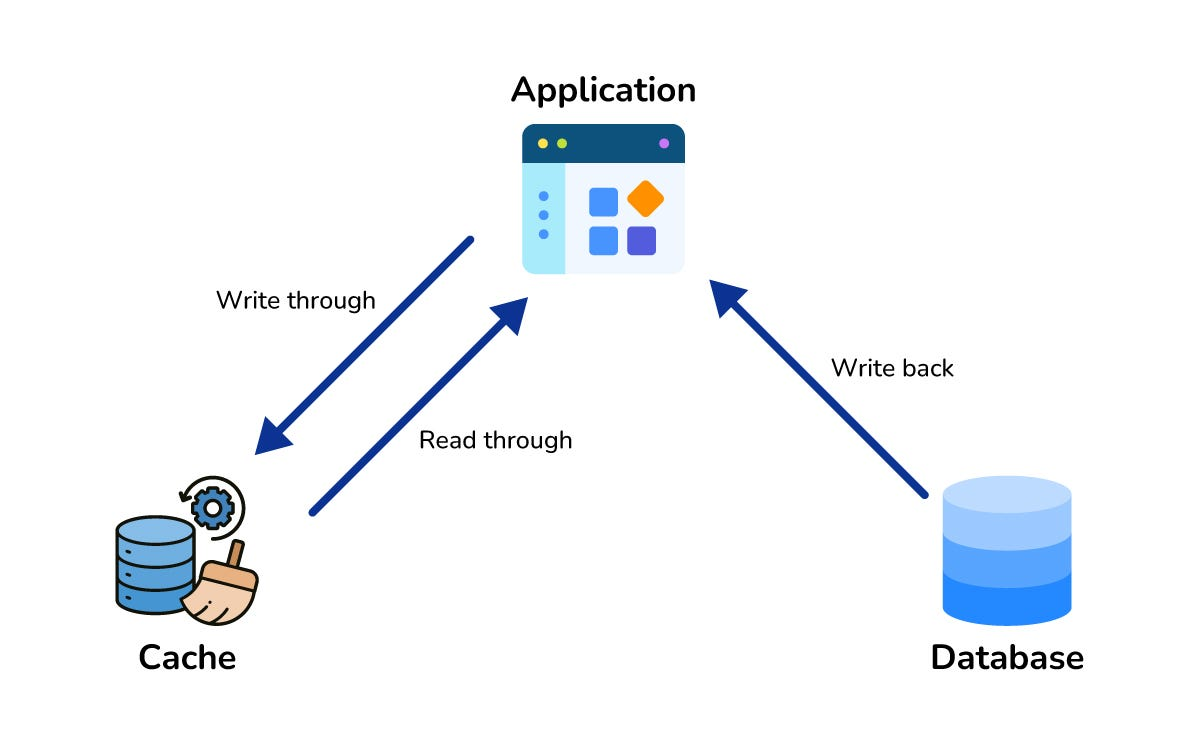 Application
Write through
Write back
Read through
Cache
Database